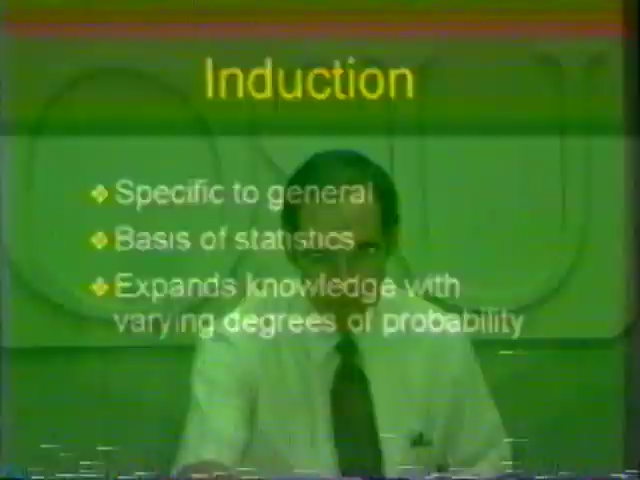 Induction
Specific to general
Basis of statistics
Expands knowledge with
varying degrees of probability